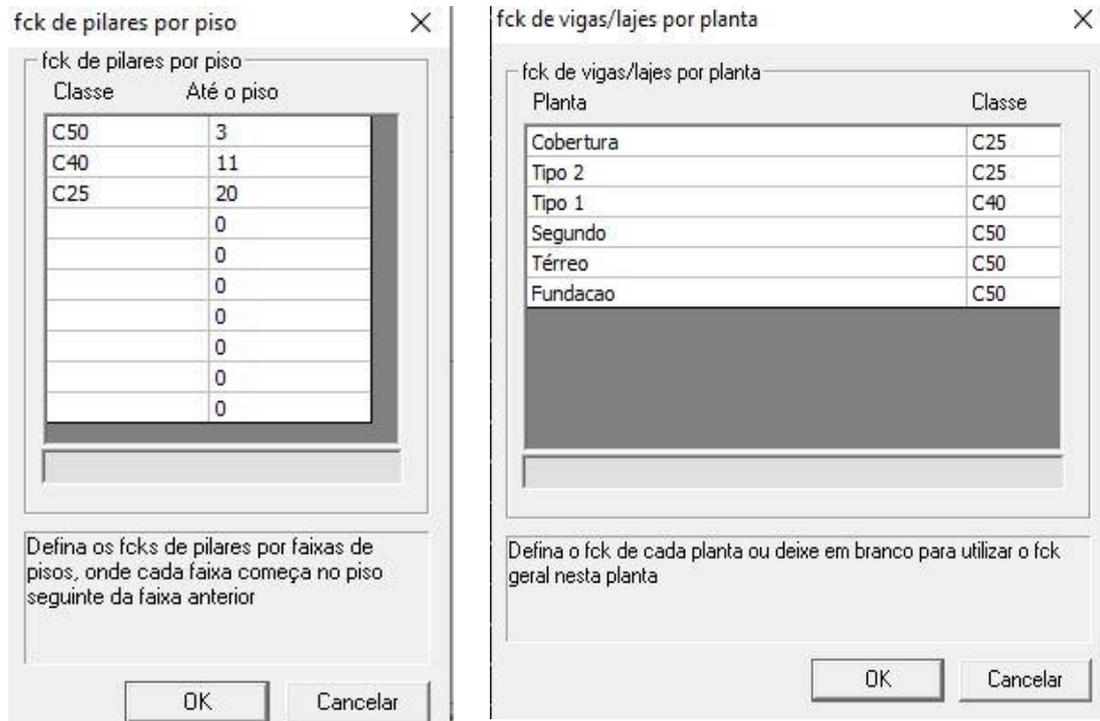 fck de pilares por piso
fck de pilares por piso
Classe Até o piso
C50 3
C40 11
C25 20
0
0
0
0
0
0
0
Defina os fcks de pilares por faixas de
pisos, onde cada faixa começa no piso
seguinte da faixa anterior
OK Cancelar
fck de vigas/lajes por planta
fck de vigas/lajes por planta
Planta Classe
Cobertura C25
Tipo 2 C25
Tipo 1 C40
Segundo C50
Térreo C50
Fundacao C50
Defina o fck de cada planta ou deixe em branco para utilizar o fck
geral nesta planta
OK Cancelar